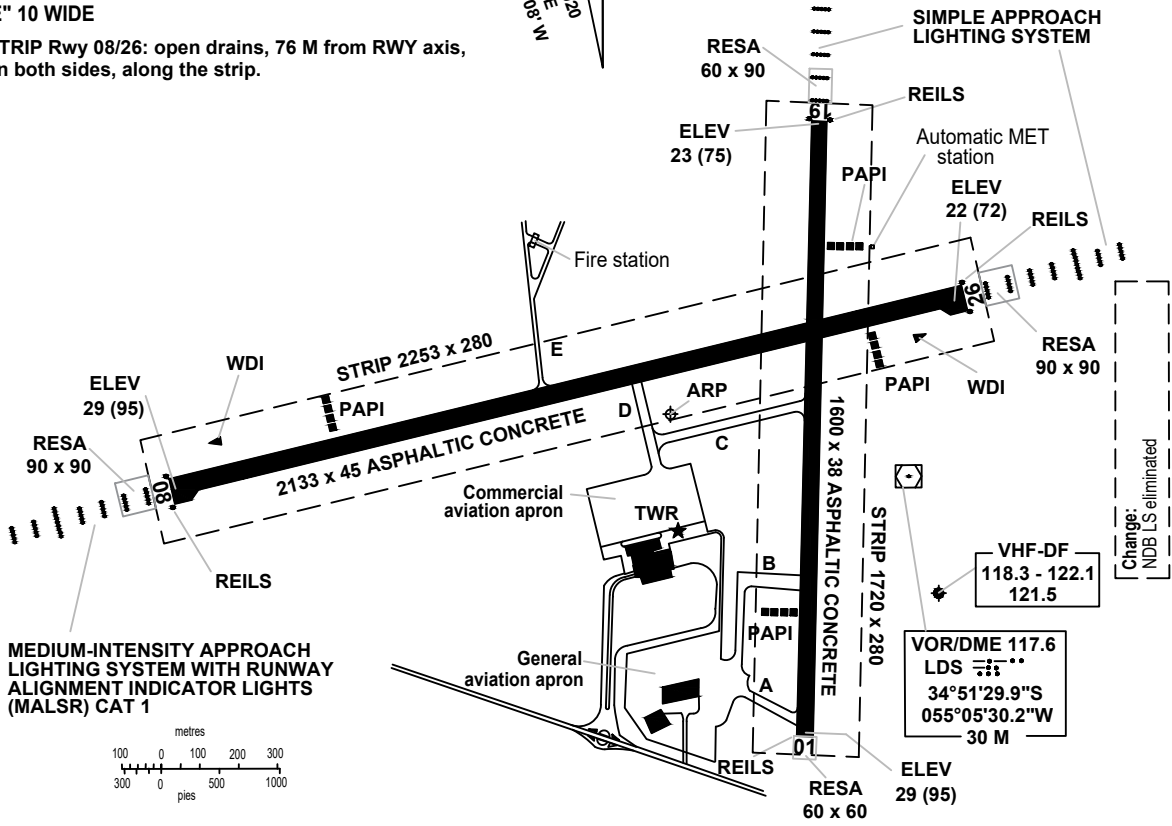 E" 10 WIDE
TRIP Rwy 08/26: open drains, 76 M from RWY axis,
n both sides, along the strip.
20
E
08' W
SIMPLE APPROACH
LIGHTING SYSTEM
RESA
60 x 90
19
REILS
ELEV
23 (75)
Automatic MET
station
PAPI
ELEV
22 (72)
REILS
Fire station
26
RESA
90 x 90
WDI
STRIP 2253 x 280
E
ELEV
29 (95)
PAPI
ARP
PAPI
WDI
D
RESA
90 x 90
08
2133 x 45 ASPHALTIC CONCRETE
C
1600 x 38 ASPHALTIC CONCRETE
STRIP 1720 x 280
Commercial
aviation apron
TWR
Change:
NDB LS eliminated
REILS
B
VHF-DF
118.3 - 122.1
121.5
PAPI
MEDIUM-INTENSITY APPROACH
LIGHTING SYSTEM WITH RUNWAY
ALIGNMENT INDICATOR LIGHTS
(MALSR) CAT 1
General
aviation apron
A
VOR/DME 117.6
LDS
34°51'29.9"S
055°05'30.2"W
30 M
metres
100 0 100 200 300
300 0 500 1000
pies
01
REILS
RESA
60 x 60
ELEV
29 (95)